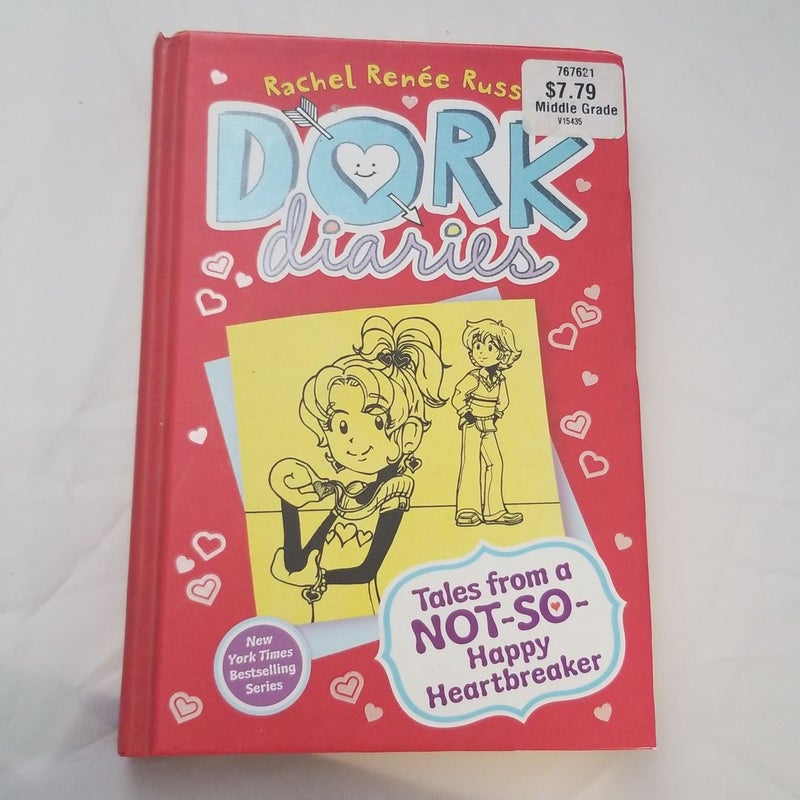 Rachel Renée Russ
767621
$7.79
Middle Grade
V15435
DORK
diaries
Tales from a
NOT-SO-
Happy
Heartbreaker
New
York Times
Bestselling
Series